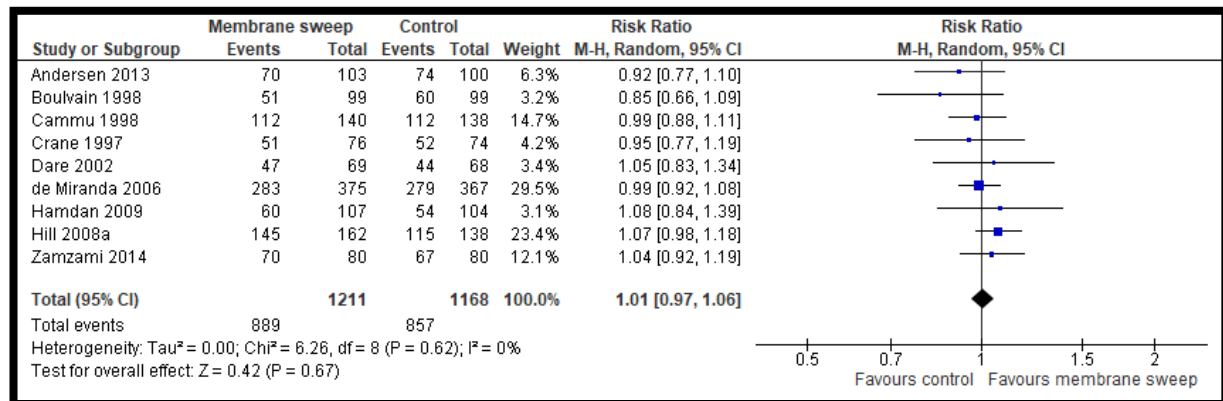 Membrane sweep Control Risk Ratio Risk Ratio
Study or Subgroup Events Total Events Total Weight M-H, Random, 95% CI M-H, Random, 95% CI
Andersen 2013 70 103 74 100 6.3% 0.92 [0.77, 1.10]
Boulvain 1998 51 99 60 99 3.2% 0.85 [0.66, 1.09]
Cammu 1998 112 140 112 138 14.7% 0.99 [0.88, 1.11]
Crane 1997 51 76 52 74 4.2% 0.95 [0.77, 1.19]
Dare 2002 47 69 44 68 3.4% 1.05 [0.83, 1.34]
de Miranda 2006 283 375 279 367 29.5% 0.99 [0.92, 1.08]
Hamdan 2009 60 107 54 104 3.1% 1.08 [0.84, 1.39]
Hill 2008a 145 162 115 138 23.4% 1.07 [0.98, 1.18]
Zamzami 2014 70 80 67 80 12.1% 1.04 [0.92, 1.19]
Total (95% CI) 1211 1168 100.0% 1.01 [0.97, 1.06]
Total events 889 857
Heterogeneity: Tau² = 0.00; Chi² = 6.26, df = 8 (P = 0.62); I² = 0%
Test for overall effect: Z = 0.42 (P = 0.67)
0.5 0.7 1 1.5 2
Favours control Favours membrane sweep